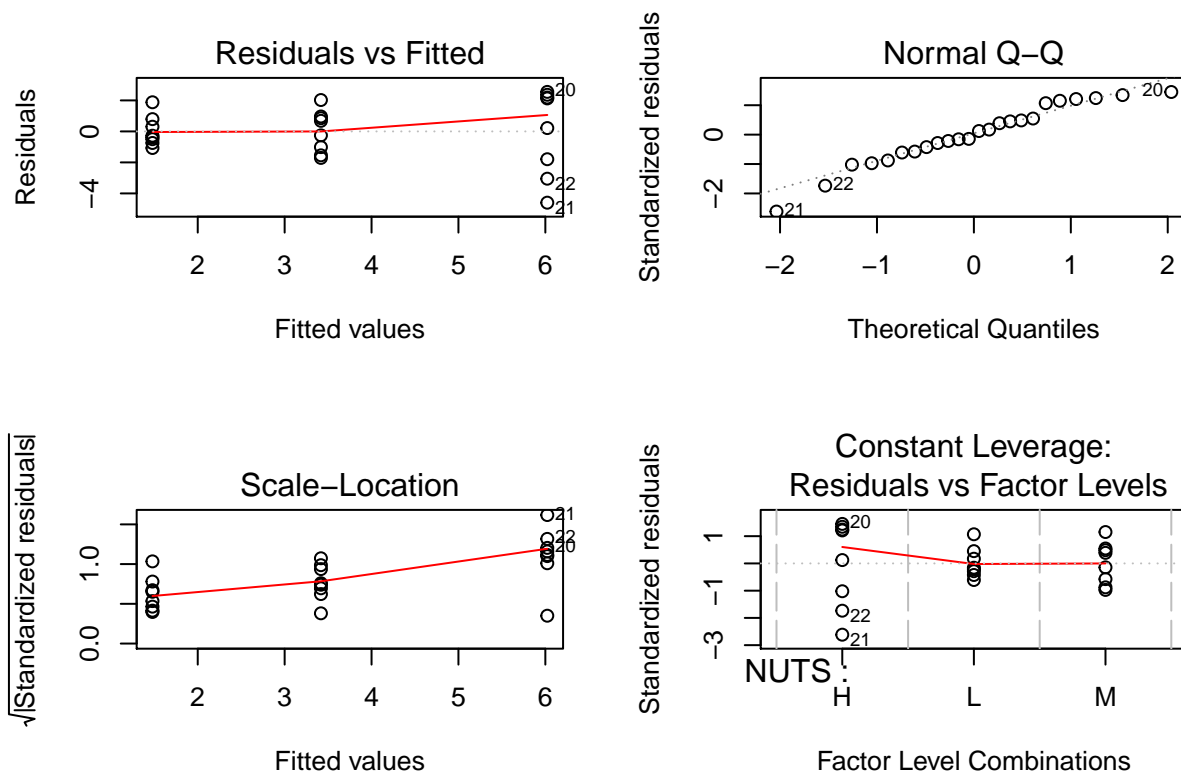 Residuals vs Fitted
Residuals
0
−4
20
22
21
2 3 4 5 6
Fitted values
Normal Q−Q
Standardized residuals
0
−2
20
22
21
−2 −1 0 1 2
Theoretical Quantiles
Scale−Location
√|Standardized residuals|
1.0
0.0
21
22
20
2 3 4 5 6
Fitted values
Constant Leverage:
Residuals vs Factor Levels
Standardized residuals
1
−1
−3
20
22
21
NUTS :
H L M
Factor Level Combinations